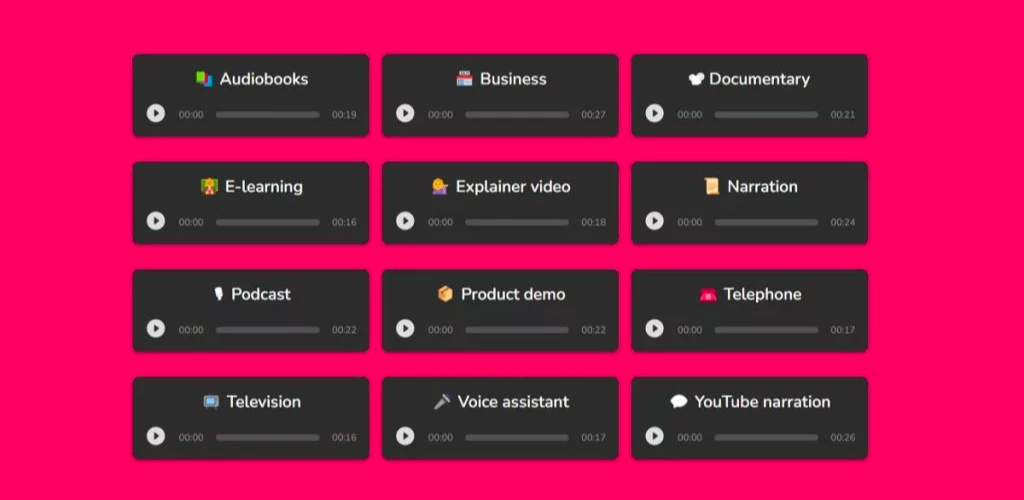 Audiobooks
00:00 00:19
Business
00:00 00:27
Documentary
00:00 00:21
E-learning
00:00 00:16
Explainer video
00:00 00:18
Narration
00:00 00:24
Podcast
00:00 00:22
Product demo
00:00 00:22
Telephone
00:00 00:17
Television
00:00 00:16
Voice assistant
00:00 00:17
YouTube narration
00:00 00:26